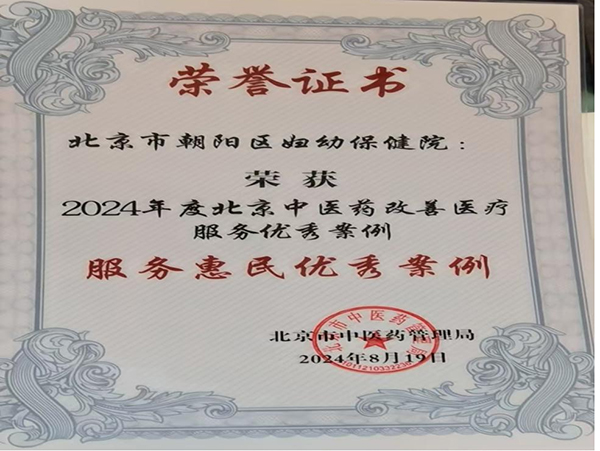 荣誉证书
北京市朝阳区妇幼保健院：
荣获
2024年度北京中医药改善医疗
服务优秀案例
服务惠民优秀案例
北京市中医药管理局
2024年8月19日